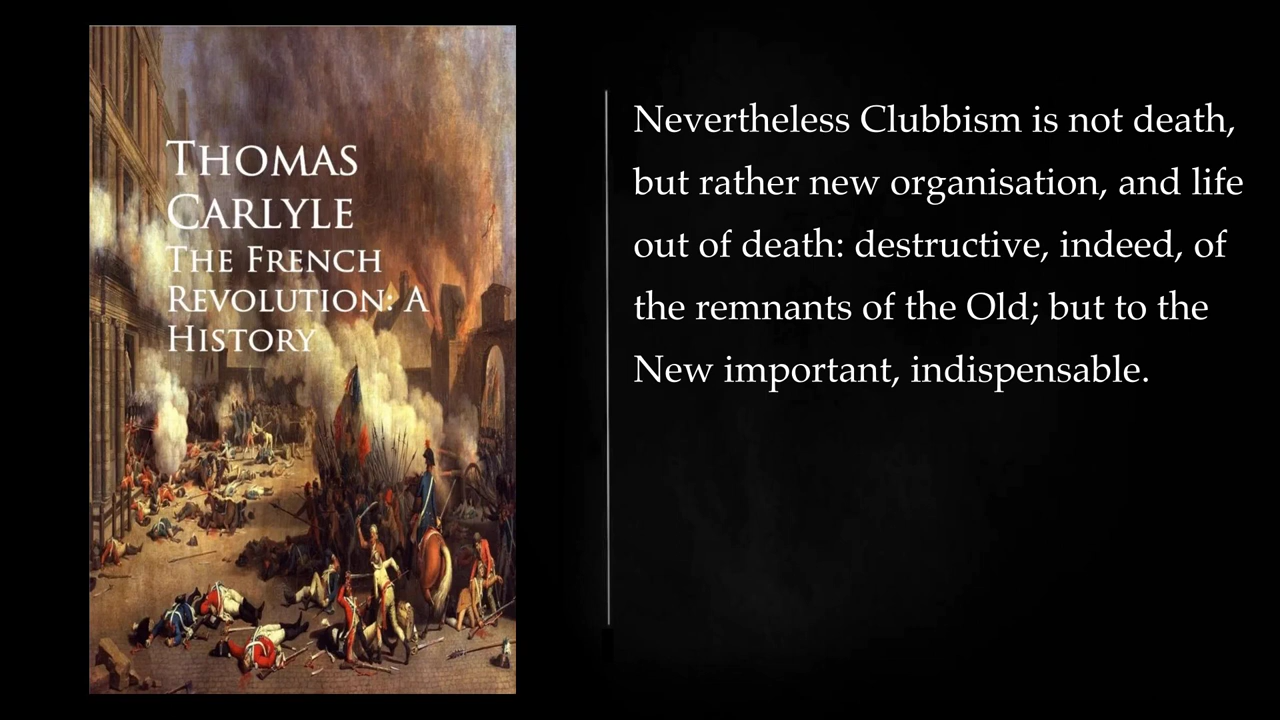 THOMAS
CARLYLE
THE FRENCH
REVOLUTION: A
HISTORY
Nevertheless Clubbism is not death,
but rather new organisation, and life
out of death: destructive, indeed, of
the remnants of the Old; but to the
New important, indispensable.